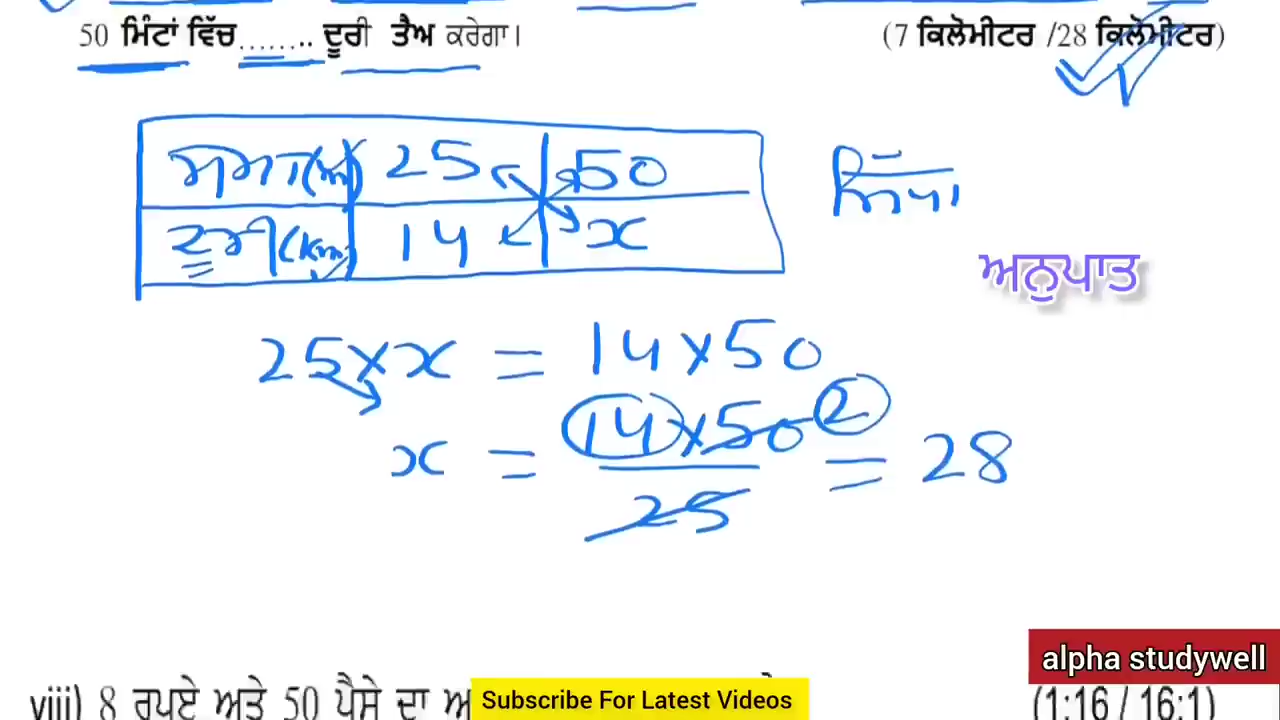 50 ਮਿੰਟਾਂ ਵਿੱਚ........ ਦੂਰੀ ਤੈਅ ਕਰੇਗਾ। (7 ਕਿਲੋਮੀਟਰ /28 ਕਿਲੋਮੀਟਰ)
ਸਮਾਂ(m) 25 50
ਦੂਰੀ(km) 14 x
ਸਿੱਧਾ
ਅਨੁਪਾਤ
25 × x = 14 × 50
x = 14 × 50 2 = 28
25
viii) 8 ਰੁਪਏ ਅਤੇ 50 ਪੈਸੇ ਦਾ (1:16 / 16:1)
alpha studywell
Subscribe For Latest Videos